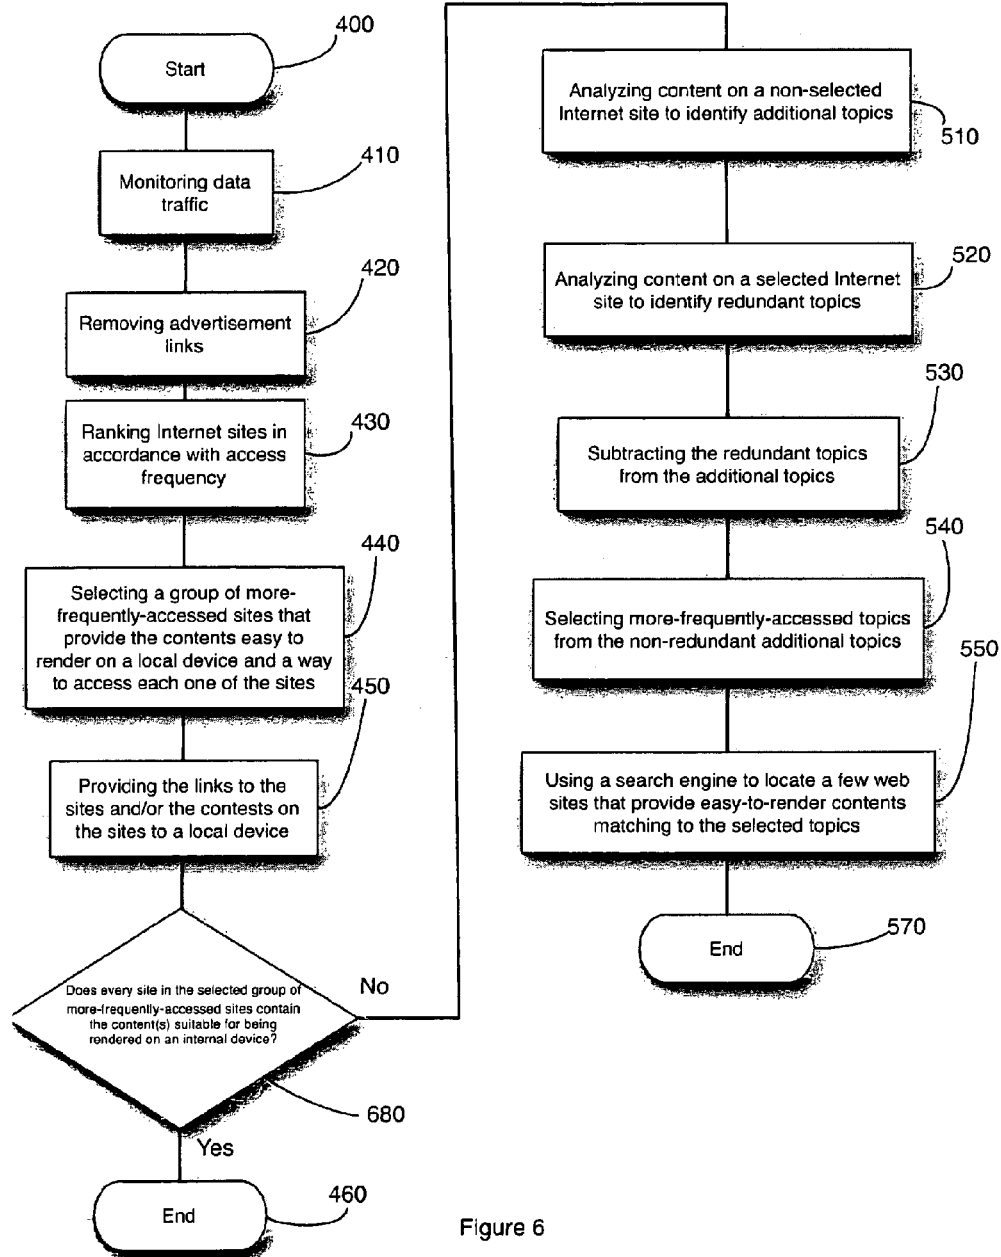 400
Start
410
Monitoring data
traffic
420
Removing advertisement
links
430
Ranking Internet sites in
accordance with access
frequency
440
Selecting a group of more-
frequently-accessed sites that
provide the contents easy to
render on a local device and a way
to access each one of the sites
450
Providing the links to the
sites and/or the contests on
the sites to a local device
Does every site in the selected group of
more-frequently-accessed sites contain
the content(s) suitable for being
rendered on an internal device?
No
680
Yes
End
460
Analyzing content on a non-selected
Internet site to identify additional topics
510
Analyzing content on a selected Internet
site to identify redundant topics
520
Subtracting the redundant topics
from the additional topics
530
Selecting more-frequently-accessed topics
from the non-redundant additional topics
540
Using a search engine to locate a few web
sites that provide easy-to-render contents
matching to the selected topics
550
End
570
Figure 6